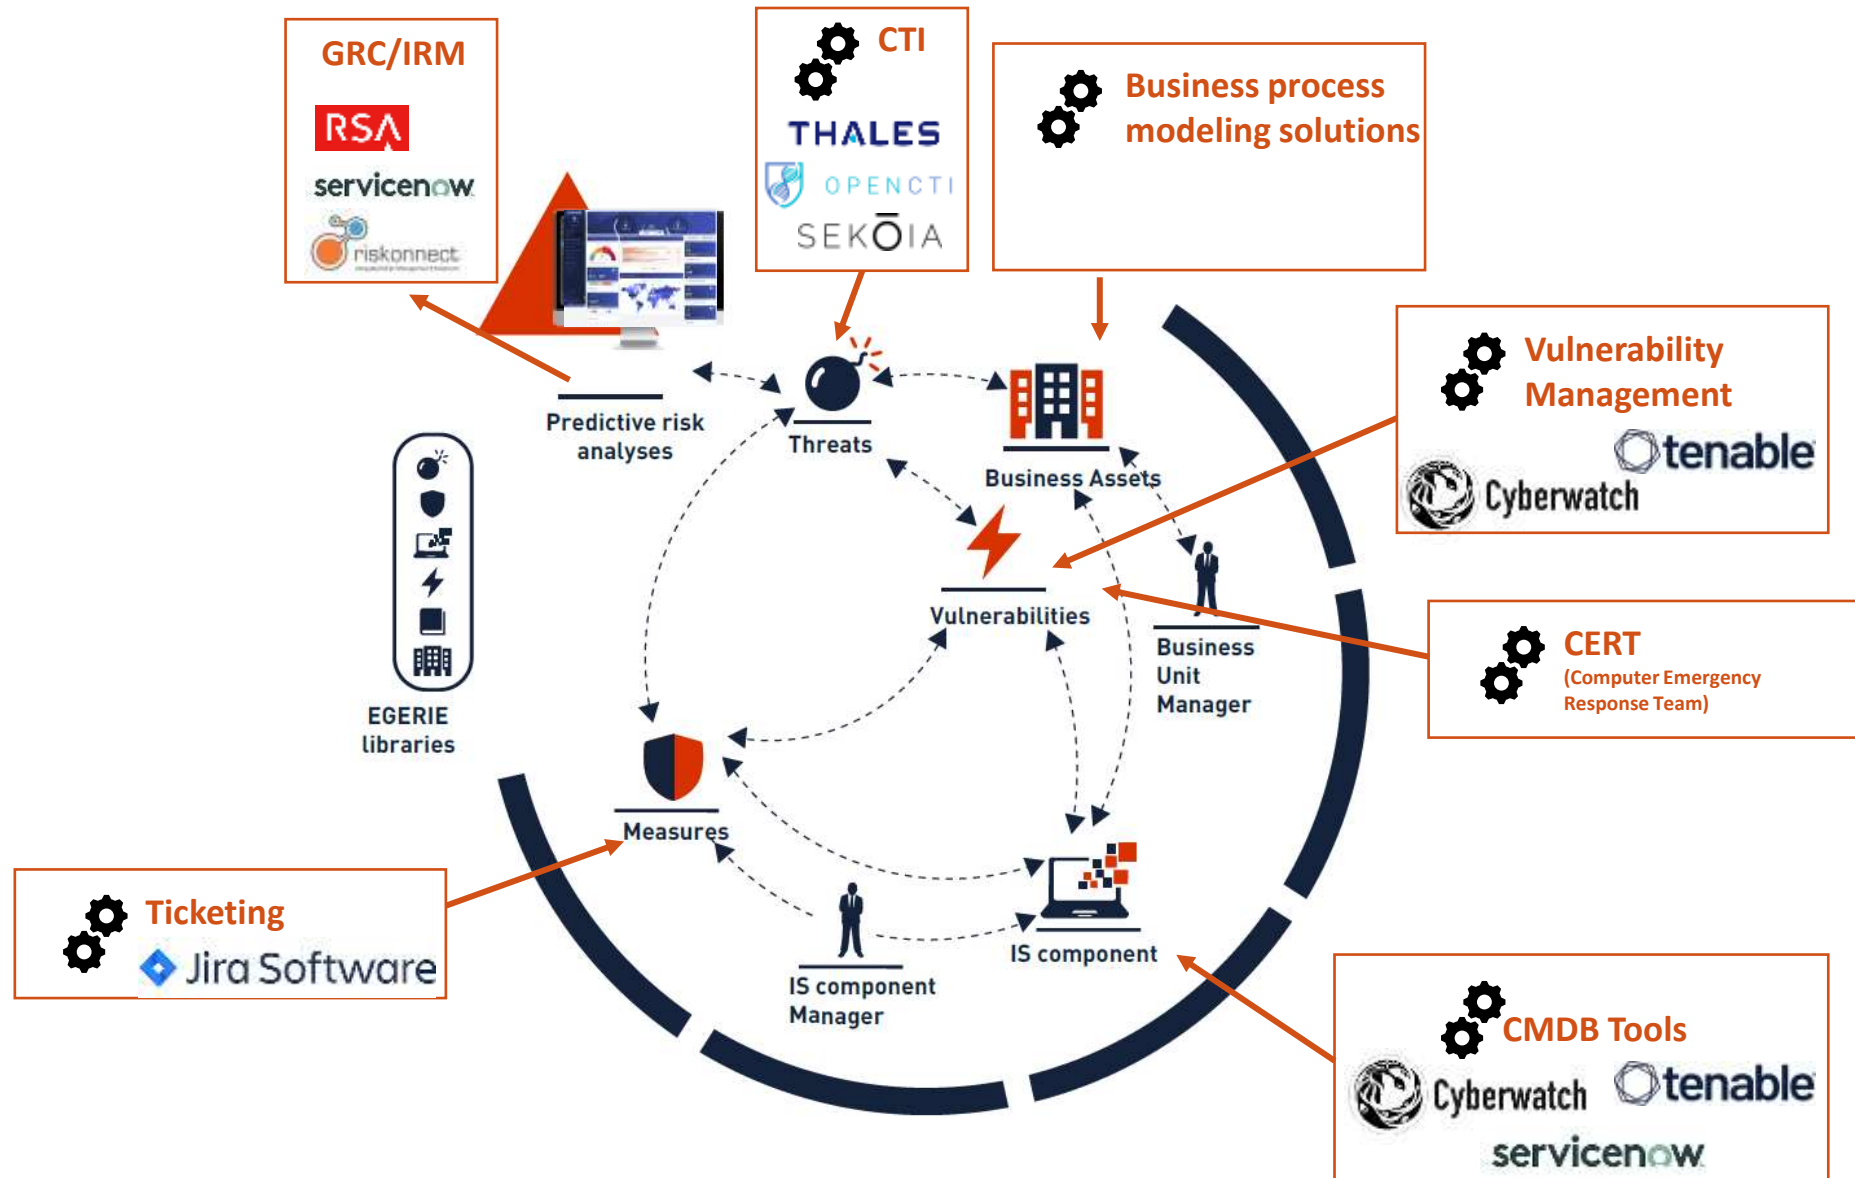 GRC/IRM
RSA
servicenow
riskonnect
CTI
THALES
OPENCTI
SEKOIA
Business process
modeling solutions
Vulnerability
Management
tenable
Cyberwatch
Predictive risk
analyses
Threats
Business Assets
Vulnerabilities
Business
Unit
Manager
CERT
(Computer Emergency
Response Team)
EGERIE
libraries
Measures
Ticketing
Jira Software
IS component
Manager
IS component
CMDB Tools
Cyberwatch
tenable
servicenow